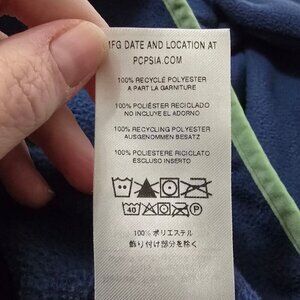 MFG DATE AND LOCATION AT
PCPSIA.COM
100% RECYCLÉ POLYESTER
A PART LA GARNITURE
100% POLIÉSTER RECICLADO
NO INCLUYE EL ADORNO
100% RECYCLING POLYESTER
AUSGENOMMEN BESATZ
100% POLIESTERE RICICLATO
ESCLUSO INSERTO
40
100% ポリエステル
飾り付け部分を除く